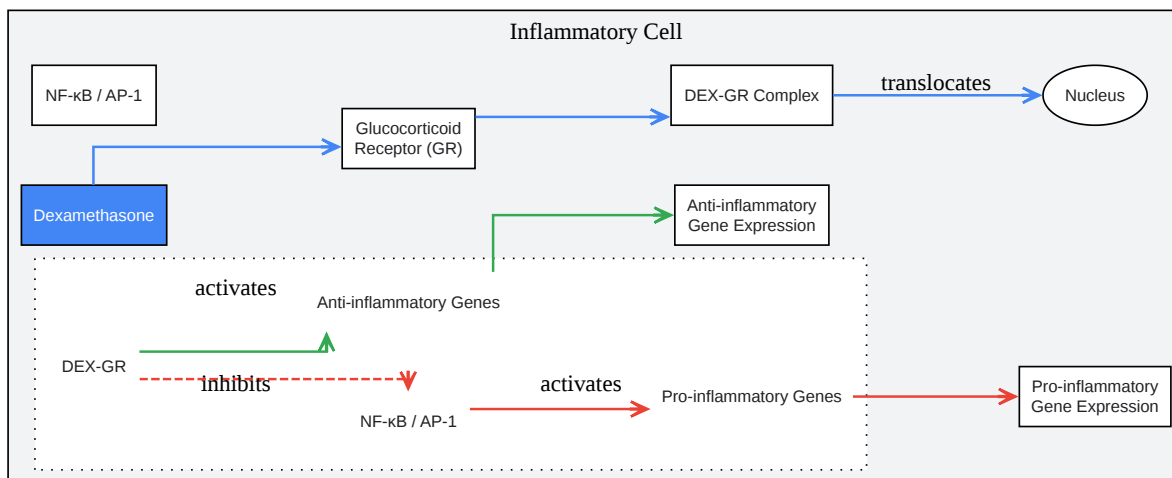 Inflammatory Cell
NF-κB / AP-1
Glucocorticoid
Receptor (GR)
DEX-GR Complex
translocates
Nucleus
Dexamethasone
Anti-inflammatory
Gene Expression
activates
Anti-inflammatory Genes
DEX-GR
inhibits
NF-κB / AP-1
activates
Pro-inflammatory Genes
Pro-inflammatory
Gene Expression